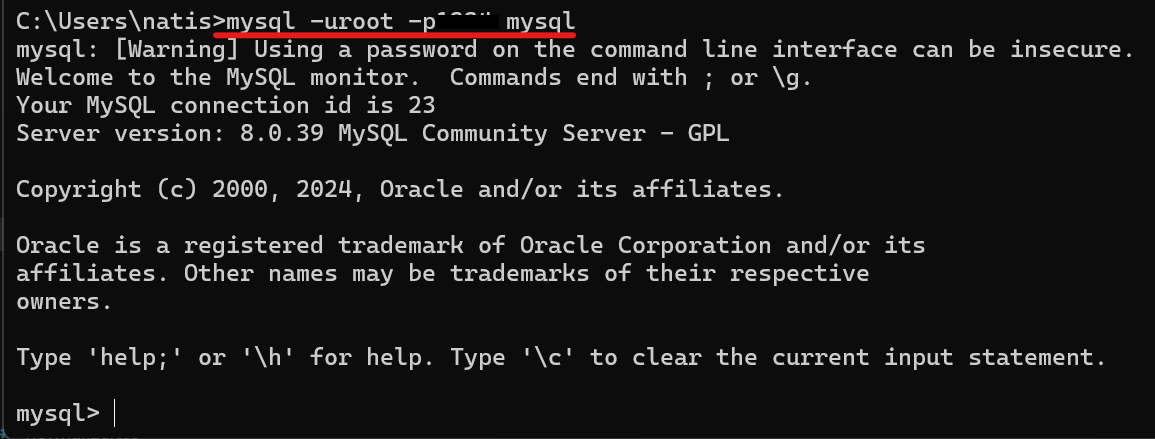 C:\Users\natis>mysql -uroot -p mysql
mysql: [Warning] Using a password on the command line interface can be insecure.
Welcome to the MySQL monitor.  Commands end with ; or \g.
Your MySQL connection id is 23
Server version: 8.0.39 MySQL Community Server - GPL

Copyright (c) 2000, 2024, Oracle and/or its affiliates.

Oracle is a registered trademark of Oracle Corporation and/or its
affiliates. Other names may be trademarks of their respective
owners.

Type 'help;' or '\h' for help. Type '\c' to clear the current input statement.

mysql>